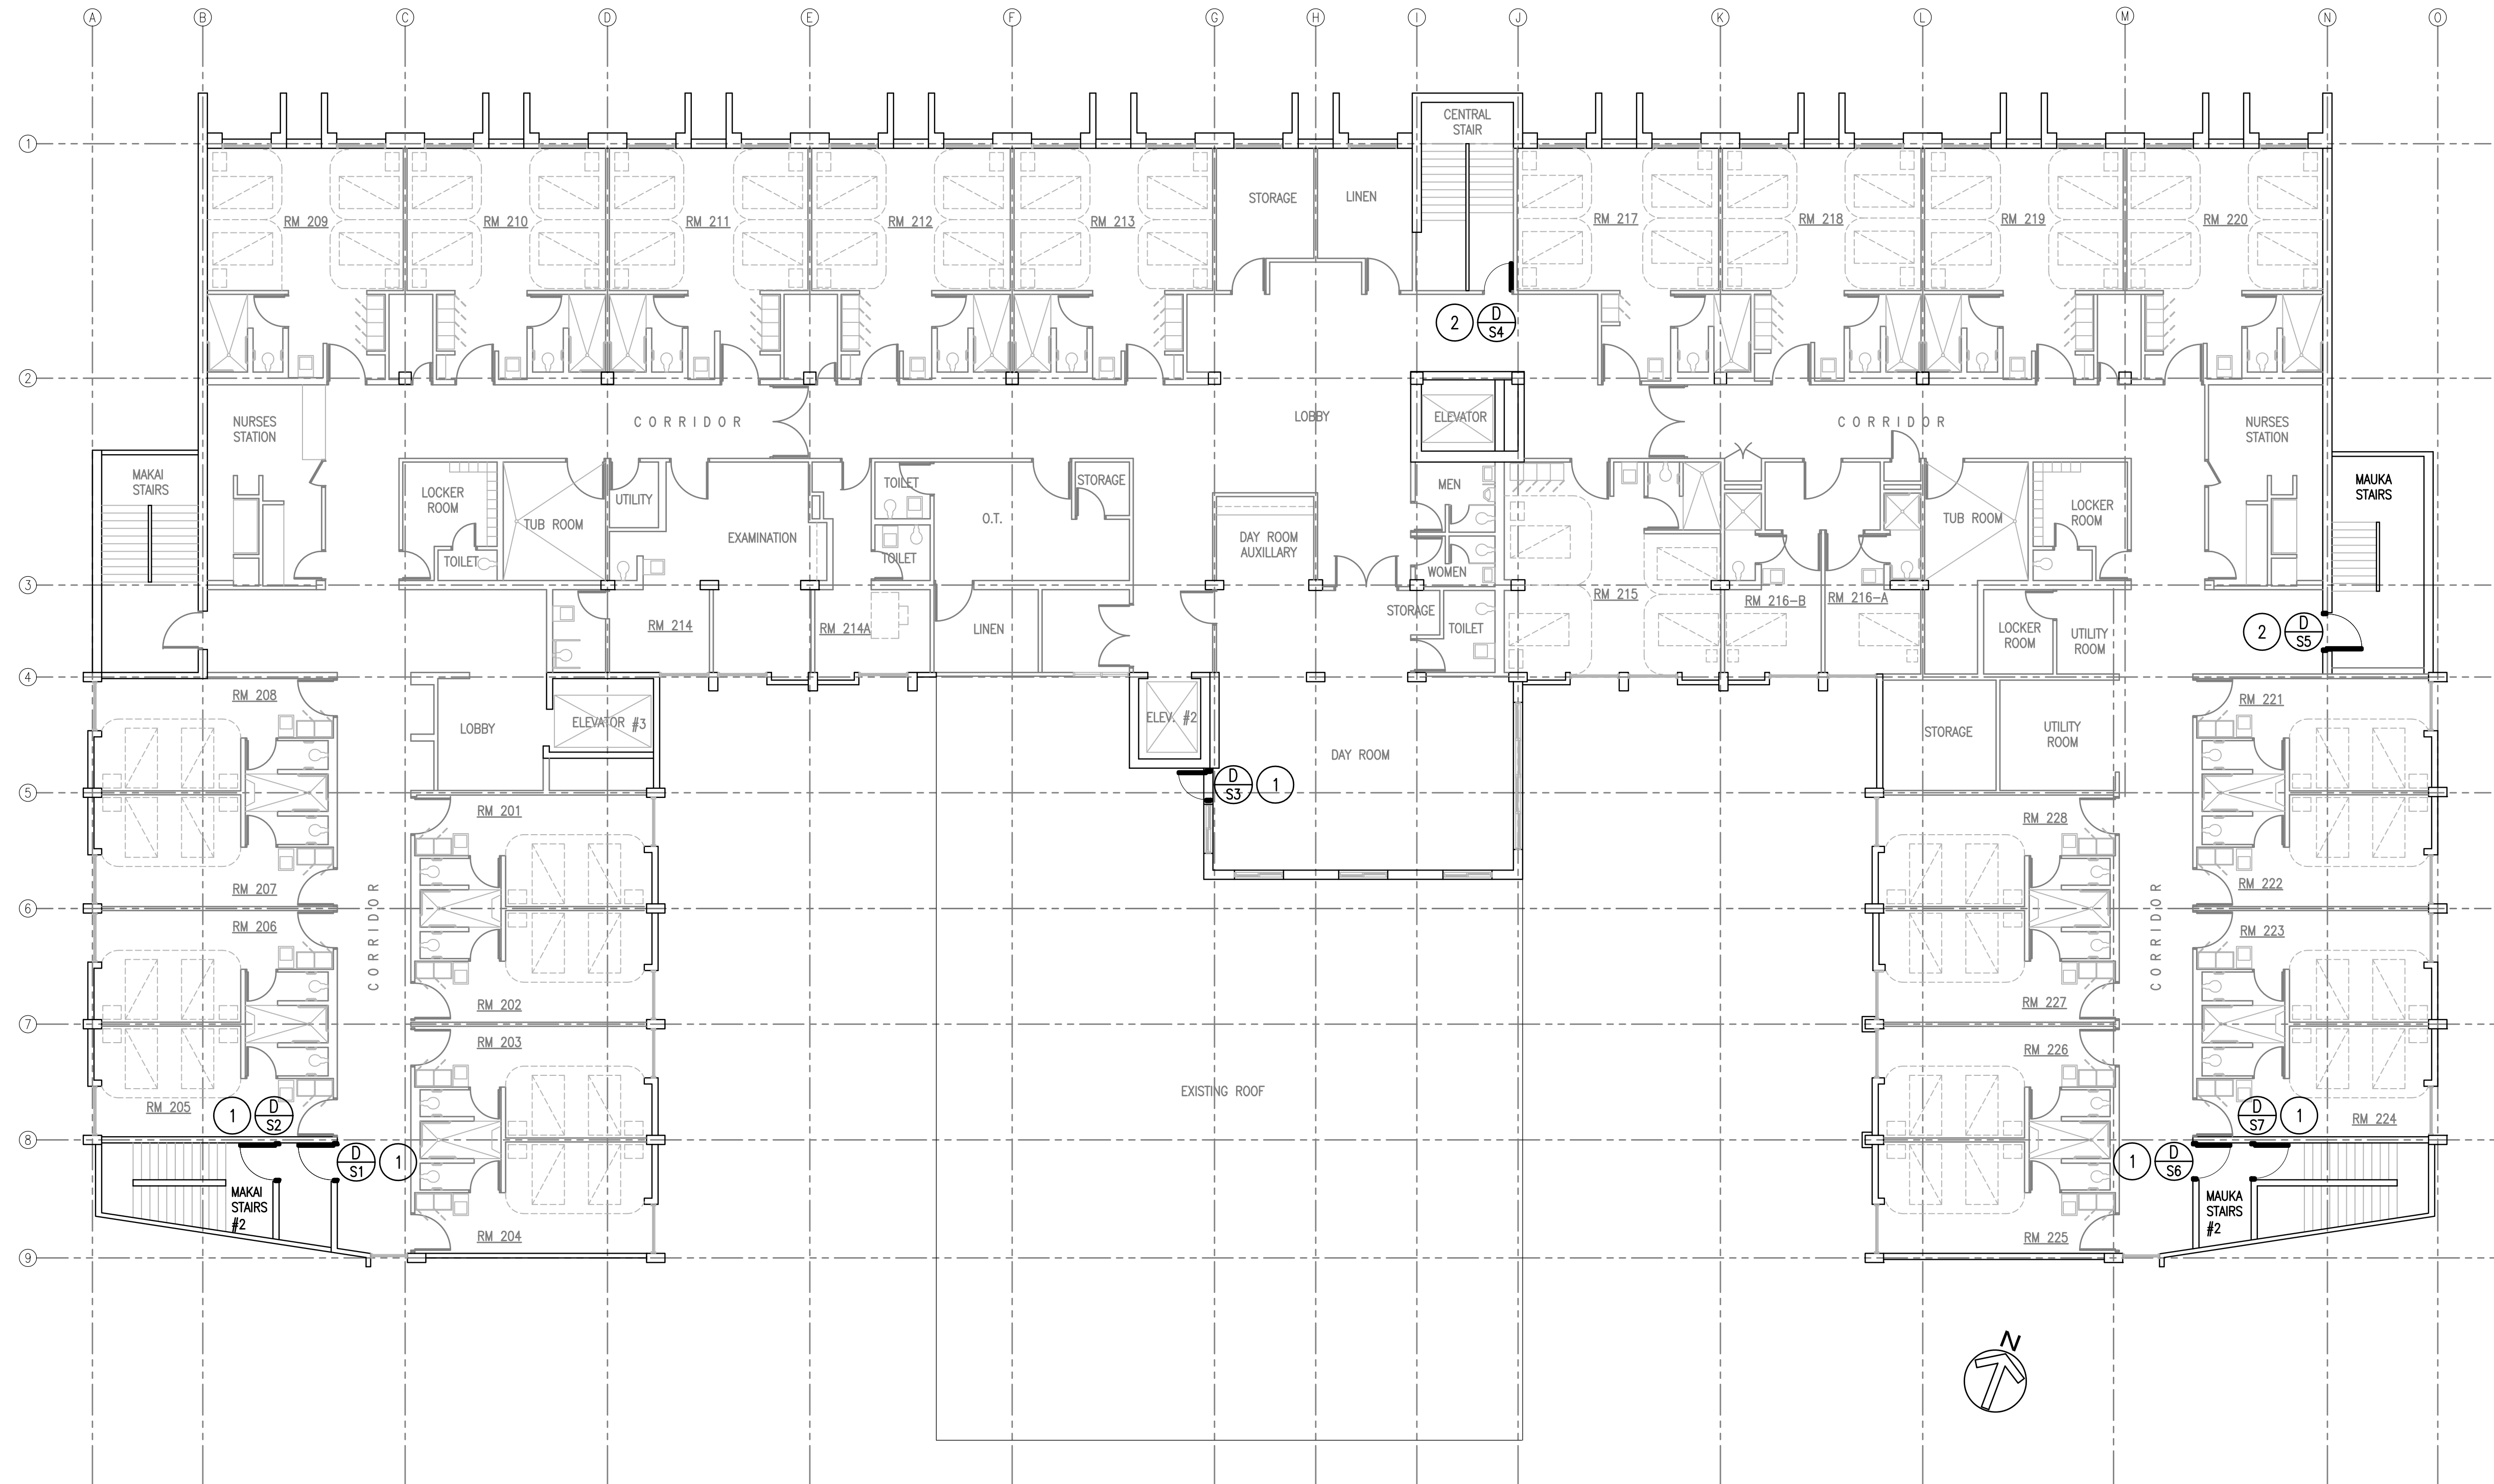 A B C D E F G H I J K L M N O
1
CENTRAL
STAIR
STORAGE
LINEN
RM 209
RM 210
RM 211
RM 212
RM 213
RM 217
RM 218
RM 219
RM 220
2
D
S4
2
NURSES
STATION
CORRIDOR
LOBBY
ELEVATOR
CORRIDOR
NURSES
STATION
MAKAI
STAIRS
LOCKER
ROOM
TUB ROOM
UTILITY
EXAMINATION
TOILET
TOILET
TOILET
O.T.
STORAGE
DAY ROOM
AUXILLARY
MEN
WOMEN
TUB ROOM
LOCKER
ROOM
MAUKA
STAIRS
3
RM 214
RM 214A
LINEN
STORAGE
TOILET
RM 215
RM 216-B
RM 216-A
LOCKER
ROOM
UTILITY
ROOM
2
D
S5
4
RM 208
LOBBY
ELEVATOR #3
ELEV. #2
DAY ROOM
STORAGE
UTILITY
ROOM
RM 221
5
D
S3
1
RM 201
RM 228
RM 207
RM 222
6
RM 206
CORRIDOR
CORRIDOR
RM 223
RM 202
RM 227
7
RM 203
RM 226
EXISTING ROOF
RM 205
1
D
S2
D
S7
1
RM 224
8
D
S1
1
1
D
S6
MAKAI
STAIRS
#2
MAUKA
STAIRS
#2
RM 204
RM 225
9
N